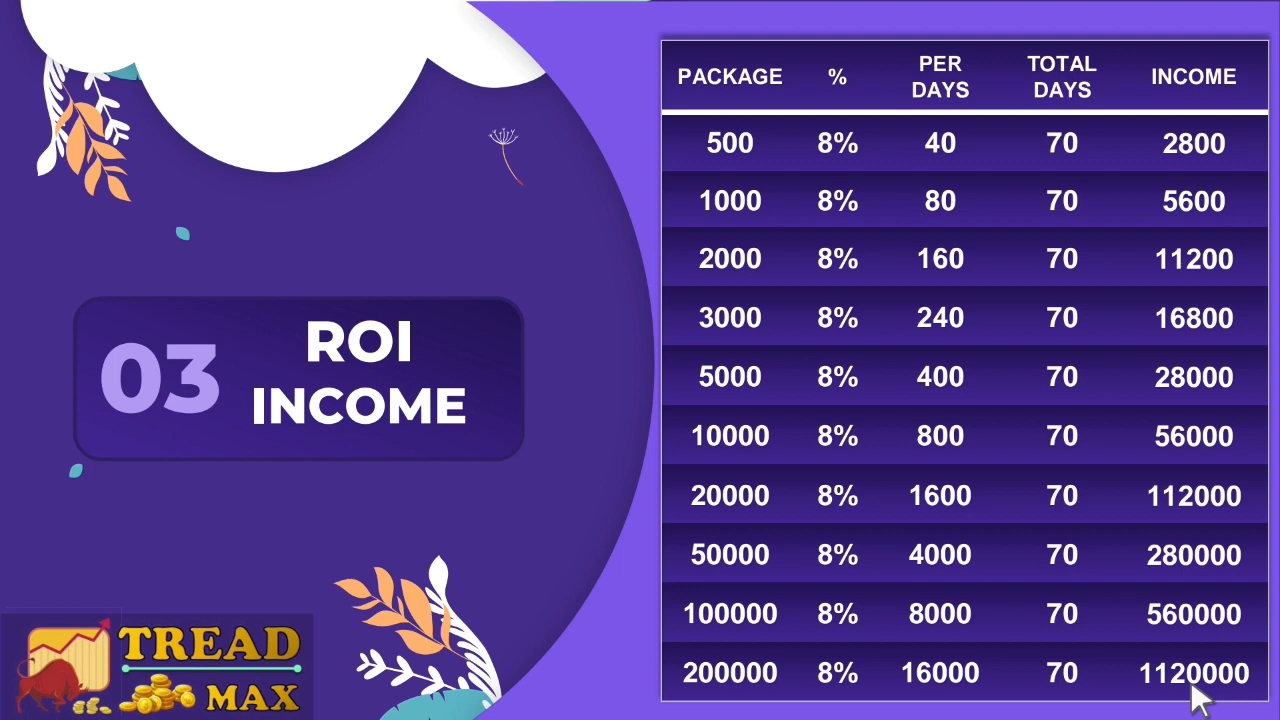 03
ROI
INCOME
TREAD
MAX
PACKAGE % PER DAYS TOTAL DAYS INCOME
500 8% 40 70 2800
1000 8% 80 70 5600
2000 8% 160 70 11200
3000 8% 240 70 16800
5000 8% 400 70 28000
10000 8% 800 70 56000
20000 8% 1600 70 112000
50000 8% 4000 70 280000
100000 8% 8000 70 560000
200000 8% 16000 70 1120000